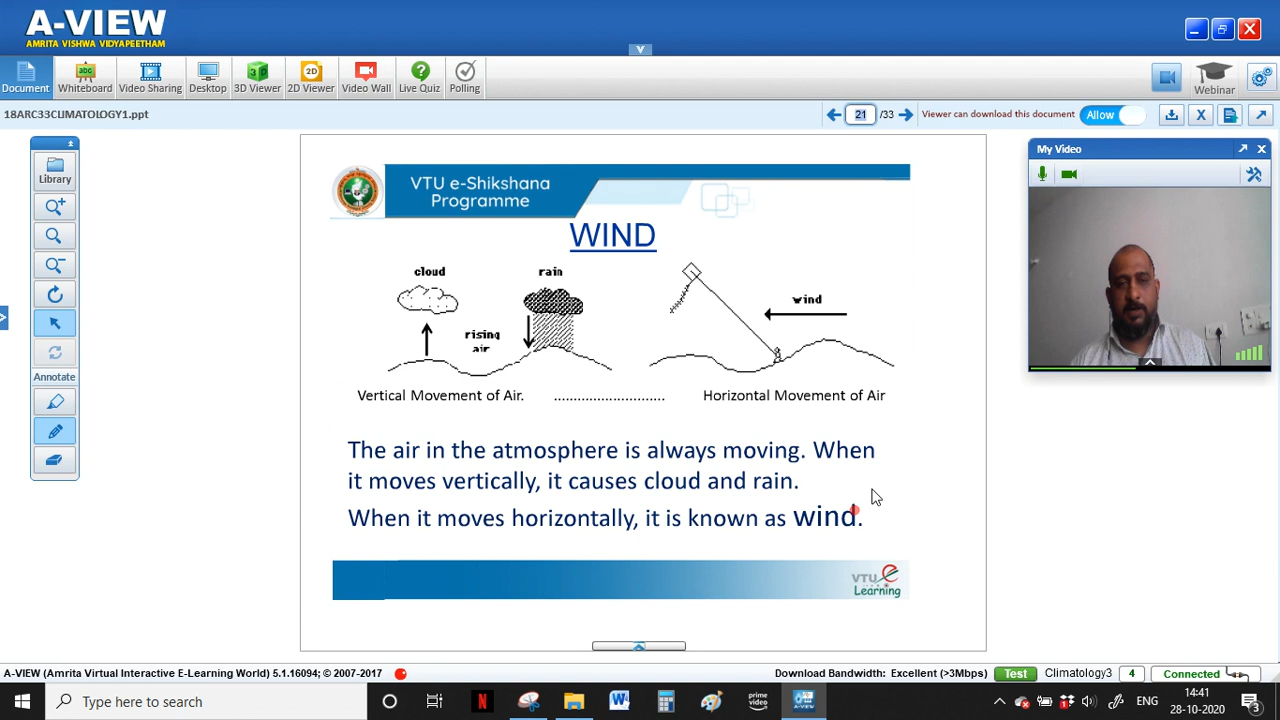 A-VIEW
AMRITA VISHWA VIDYAPEETHAM
Document
Whiteboard
Video Sharing
Desktop
3D Viewer
2D Viewer
Video Wall
Live Quiz
Polling
Webinar
18ARC33CLIMATOLOGY1.ppt
21 /33
Viewer can download this document
Allow
Library
Annotate
My Video
VTU e-Shikshana
Programme
WIND
cloud
rain
rising
air
wind
Vertical Movement of Air. ............................ Horizontal Movement of Air
The air in the atmosphere is always moving. When
it moves vertically, it causes cloud and rain.
When it moves horizontally, it is known as wind.
VTU e
Learning
A-VIEW (Amrita Virtual Interactive E-Learning World) 5.1.16094; © 2007-2017
Download Bandwidth: Excellent (>3Mbps)
Test
Climatology3
4
Connected
Type here to search
prime
video
ENG
14:41
28-10-2020
3